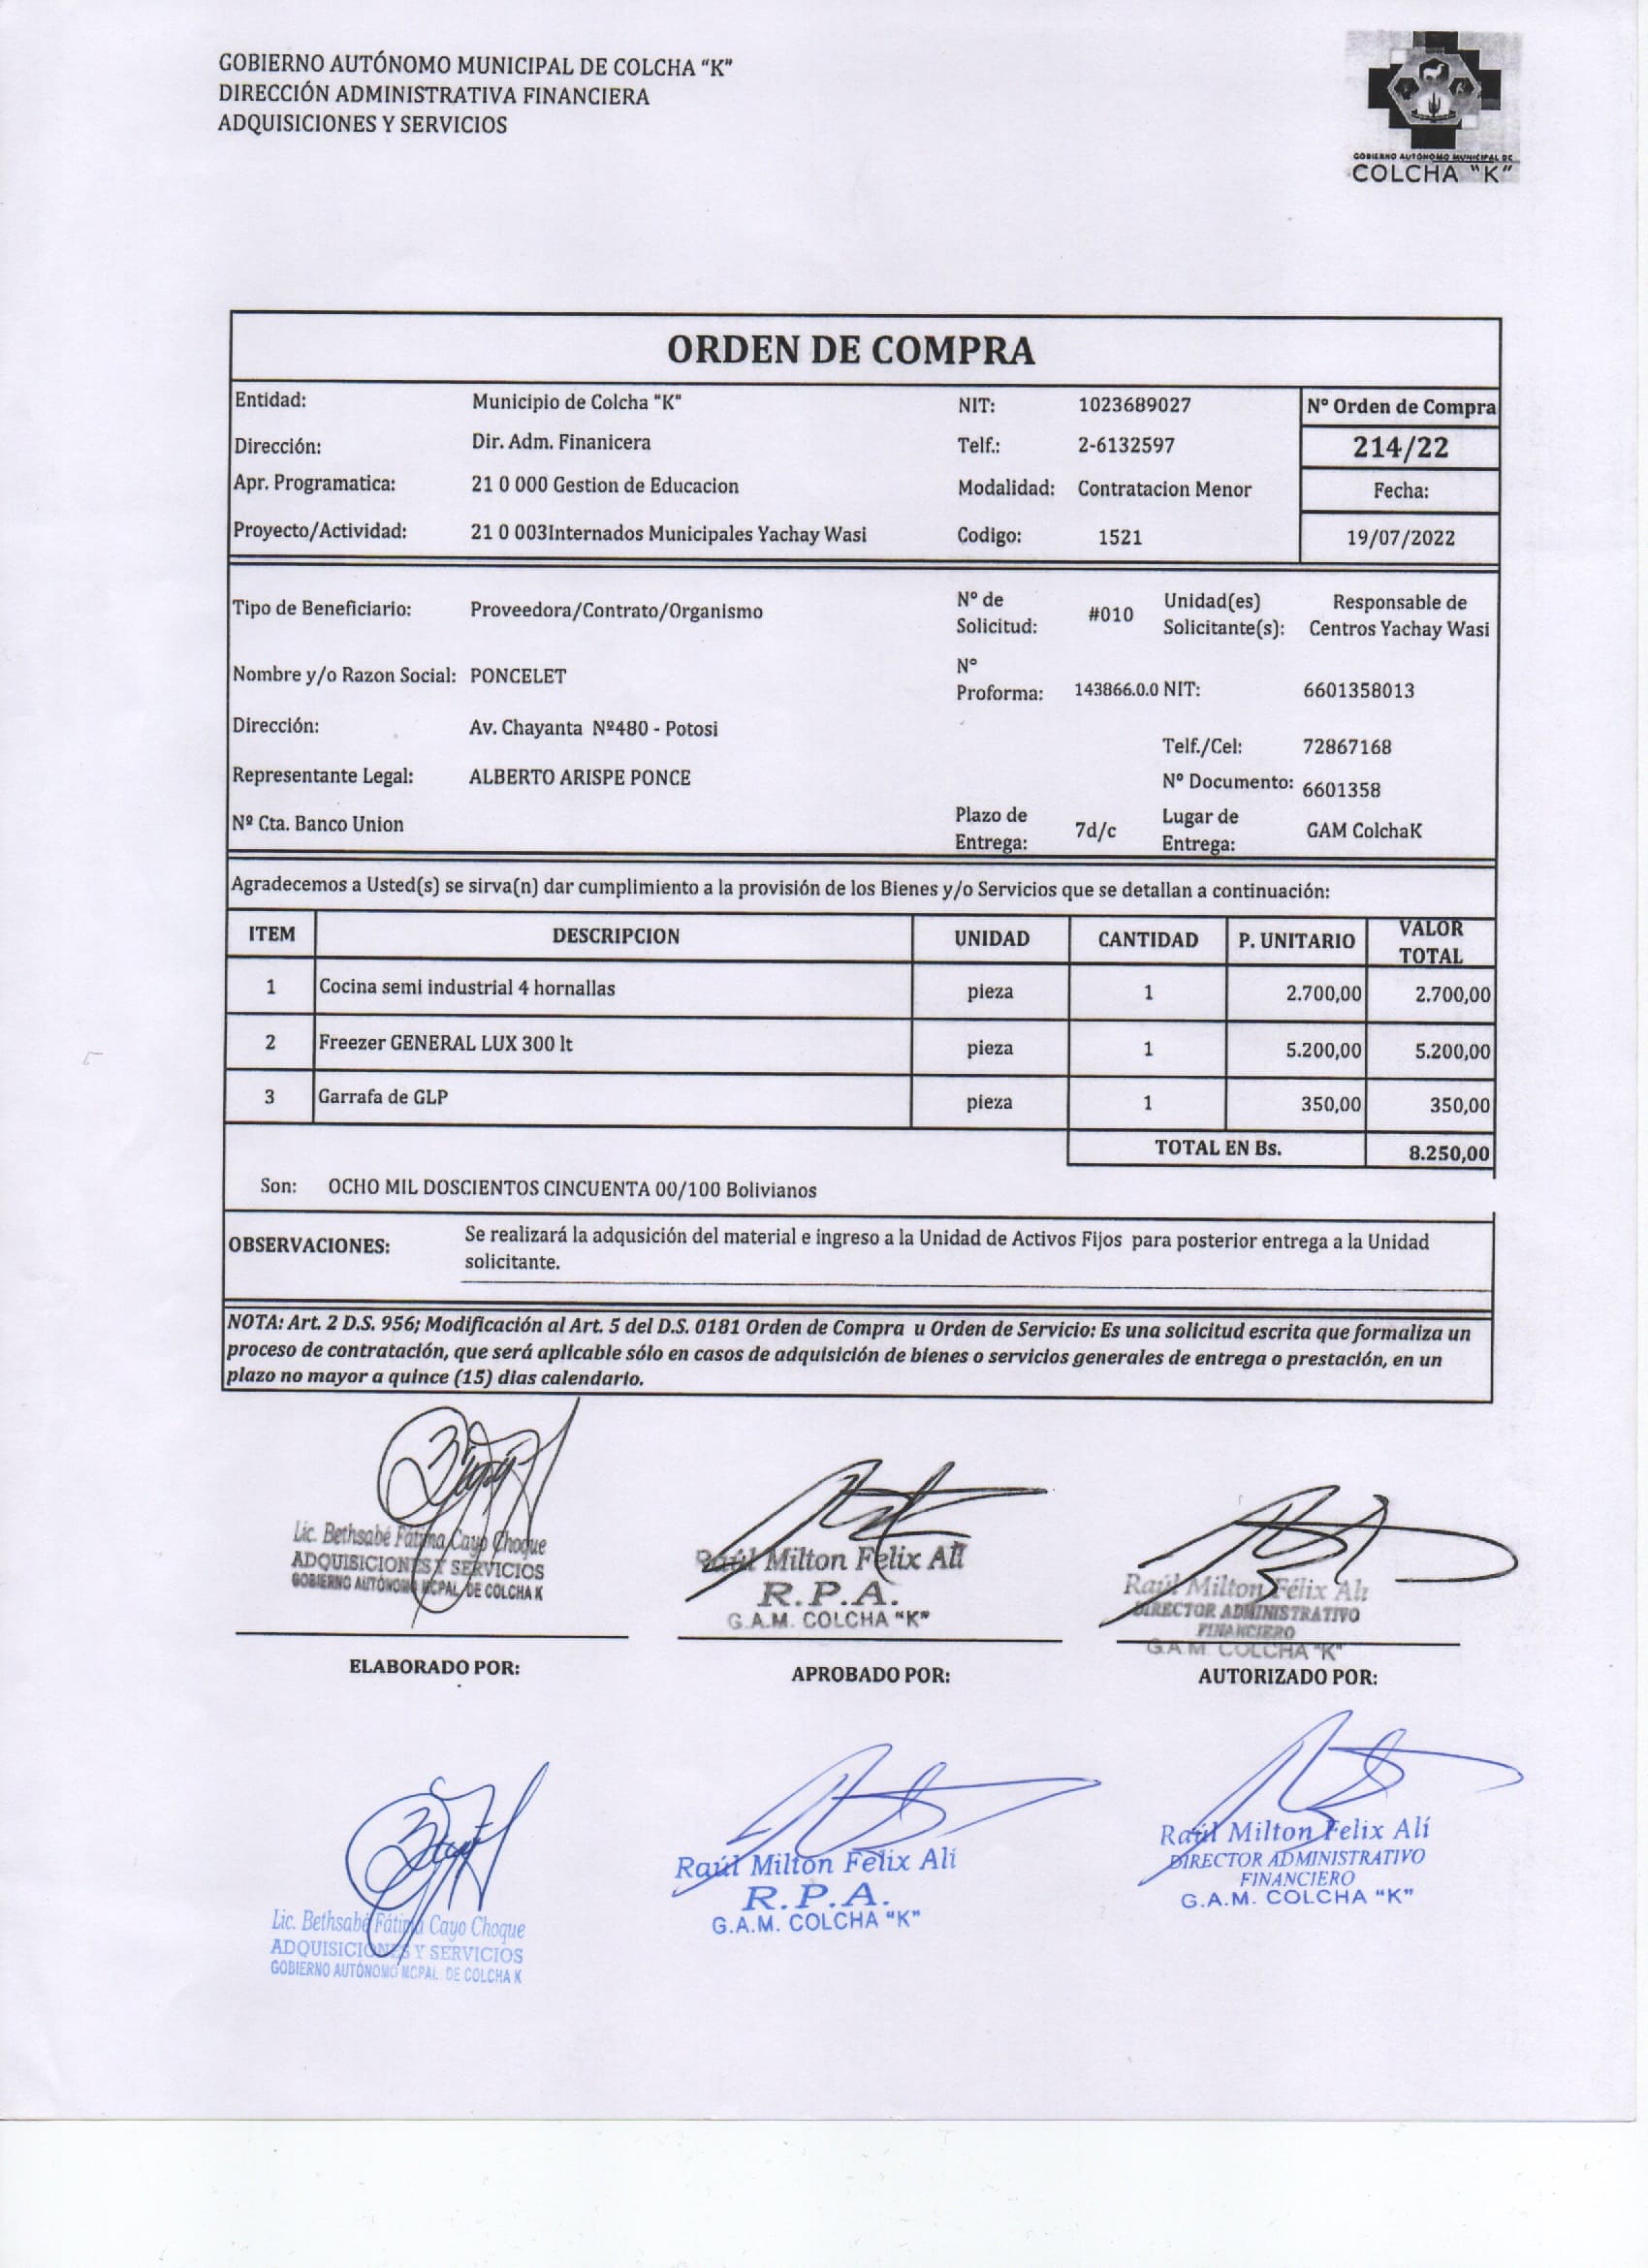 GOBIERNO AUTÓNOMO MUNICIPAL DE COLCHA "K"
DIRECCIÓN ADMINISTRATIVA FINANCIERA
ADQUISICIONES Y SERVICIOS
GOBIERNO AUTÓNOMO MUNICIPAL DE
COLCHA "K"
ORDEN DE COMPRA
Entidad: Municipio de Colcha "K" NIT: 1023689027 Nº Orden de Compra
Dirección: Dir. Adm. Finanicera Telf.: 2-6132597 214/22
Apr. Programatica: 21 0 000 Gestion de Educacion Modalidad: Contratacion Menor Fecha:
Proyecto/Actividad: 21 0 003Internados Municipales Yachay Wasi Codigo: 1521 19/07/2022
Tipo de Beneficiario: Proveedora/Contrato/Organismo Nº de Solicitud: #010 Unidad(es) Solicitante(s): Responsable de Centros Yachay Wasi
Nombre y/o Razon Social: PONCELET Nº Proforma: 143866.0.0 NIT: 6601358013
Dirección: Av. Chayanta Nº480 - Potosi Telf./Cel: 72867168
Representante Legal: ALBERTO ARISPE PONCE Nº Documento: 6601358
Nº Cta. Banco Union Plazo de Entrega: 7d/c Lugar de Entrega: GAM ColchaK
Agradecemos a Usted(s) se sirva(n) dar cumplimiento a la provisión de los Bienes y/o Servicios que se detallan a continuación:
ITEM DESCRIPCION UNIDAD CANTIDAD P. UNITARIO VALOR TOTAL
1 Cocina semi industrial 4 hornallas pieza 1 2.700,00 2.700,00
2 Freezer GENERAL LUX 300 lt pieza 1 5.200,00 5.200,00
3 Garrafa de GLP pieza 1 350,00 350,00
TOTAL EN Bs. 8.250,00
Son: OCHO MIL DOSCIENTOS CINCUENTA 00/100 Bolivianos
OBSERVACIONES: Se realizará la adqusición del material e ingreso a la Unidad de Activos Fijos para posterior entrega a la Unidad
solicitante.
NOTA: Art. 2 D.S. 956; Modificación al Art. 5 del D.S. 0181 Orden de Compra u Orden de Servicio: Es una solicitud escrita que formaliza un
proceso de contratación, que será aplicable sólo en casos de adquisición de bienes o servicios generales de entrega o prestación, en un
plazo no mayor a quince (15) dias calendario.
Lic. Bethsabé Fátima Cayo Choque
ADQUISICIONES Y SERVICIOS
GOBIERNO AUTÓNOMO MCPAL. DE COLCHA K
ELABORADO POR:
Raúl Milton Felix Alí
R.P.A.
G.A.M. COLCHA "K"
APROBADO POR:
Raúl Milton Félix Alí
DIRECTOR ADMINISTRATIVO
FINANCIERO
G.A.M. COLCHA "K"
AUTORIZADO POR:
Lic. Bethsabé Fátima Cayo Choque
ADQUISICIONES Y SERVICIOS
GOBIERNO AUTÓNOMO MCPAL. DE COLCHA K
Raúl Milton Felix Alí
R.P.A.
G.A.M. COLCHA "K"
Raúl Milton Felix Alí
DIRECTOR ADMINISTRATIVO
FINANCIERO
G.A.M. COLCHA "K"